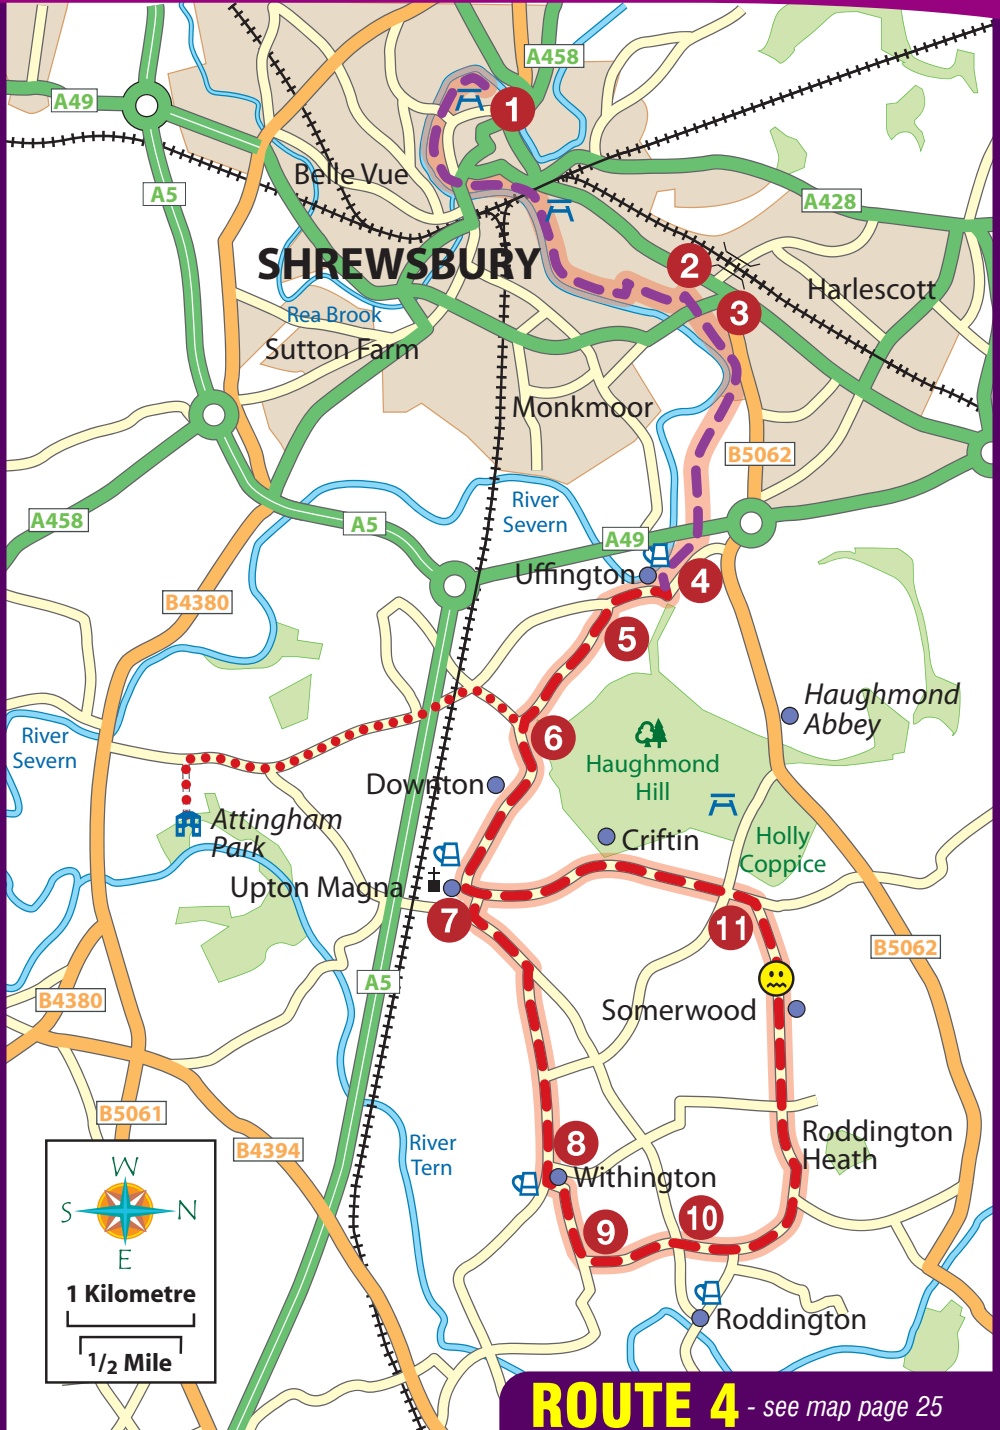 A458
1
A49
Belle Vue
A5
A428
SHREWSBURY
2
Harlescott
3
Rea Brook
Sutton Farm
Monkmoor
B5062
River
Severn
A458
A5
A49
Uffington
4
B4380
5
Haughmond
Abbey
River
Severn
6
Haughmond
Hill
Downton
Attingham
Park
Criftin
Holly
Coppice
Upton Magna
7
11
B5062
A5
B4380
Somerwood
B5061
B4394
River
Tern
8
Roddington
Heath
Withington
W
S
N
E
9
10
1 Kilometre
1/2 Mile
Roddington
ROUTE 4 - see map page 25